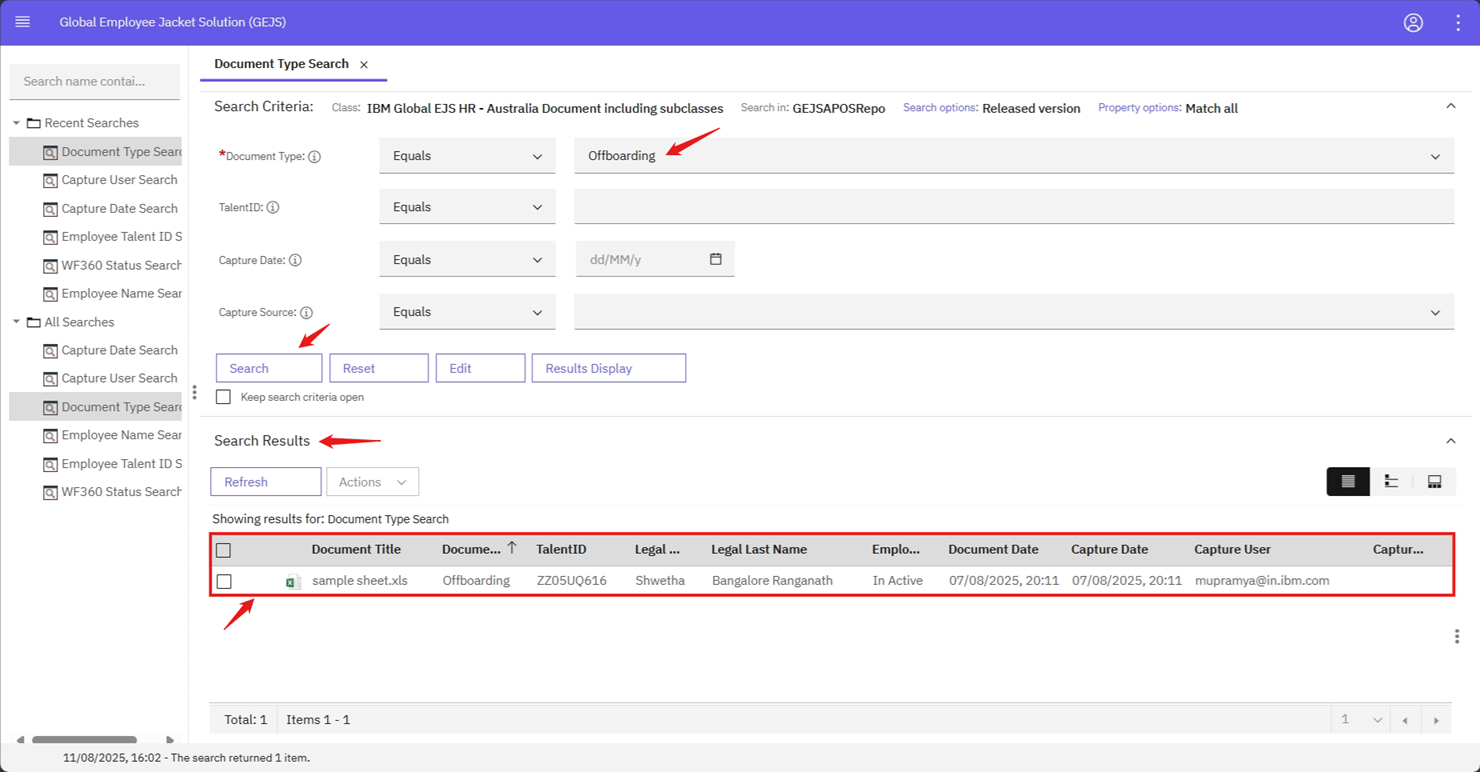 Global Employee Jacket Solution (GEJS)
Search name contai...
Recent Searches
Document Type Searc
Capture User Search
Capture Date Search
Employee Talent ID S
WF360 Status Search
Employee Name Sear
All Searches
Capture Date Search
Capture User Search
Document Type Searc
Employee Name Sear
Employee Talent ID S
WF360 Status Search
Document Type Search
Search Criteria: Class: IBM Global EJS HR - Australia Document including subclasses Search in: GEJSAPOSRepo Search options: Released version Property options: Match all
*Document Type: Equals Offboarding
TalentID: Equals
Capture Date: Equals dd/MM/y
Capture Source: Equals
Search Reset Edit Results Display
Keep search criteria open
Search Results
Refresh Actions
Showing results for: Document Type Search
Document Title Docume... TalentID Legal ... Legal Last Name Emplo... Document Date Capture Date Capture User Captur...
sample sheet.xls Offboarding ZZ05UQ616 Shwetha Bangalore Ranganath In Active 07/08/2025, 20:11 07/08/2025, 20:11 mupramya@in.ibm.com
Total: 1 Items 1 - 1 1
11/08/2025, 16:02 - The search returned 1 item.